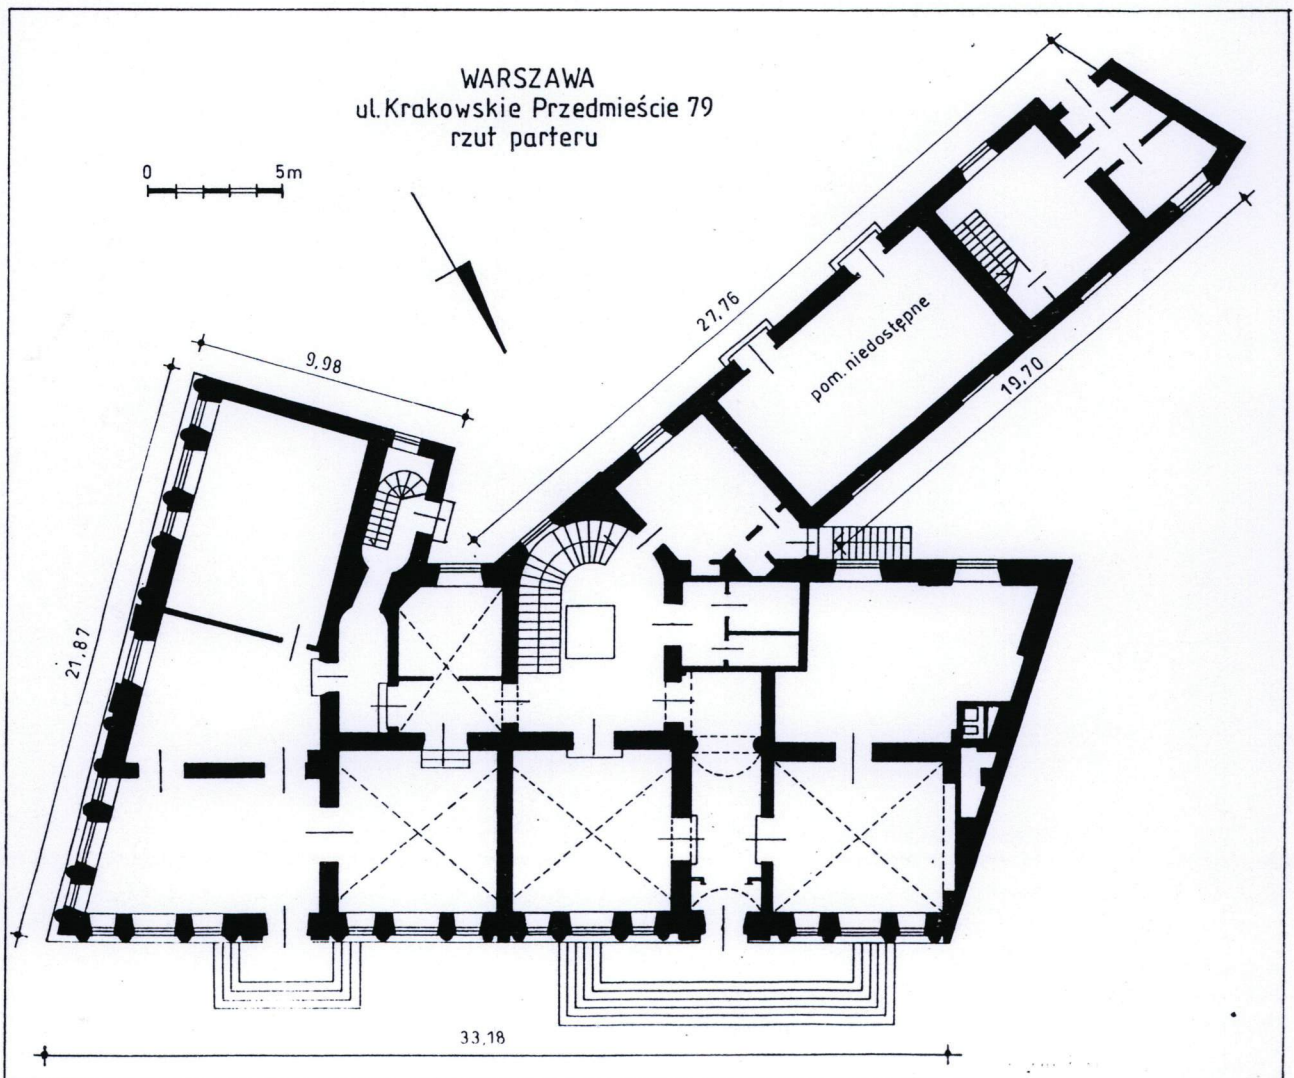 WARSZAWA
ul. Krakowskie Przedmieście 79
rzut parteru
0 5m
27,76
9,98
pom. niedostępne
19,70
21,87
33,18